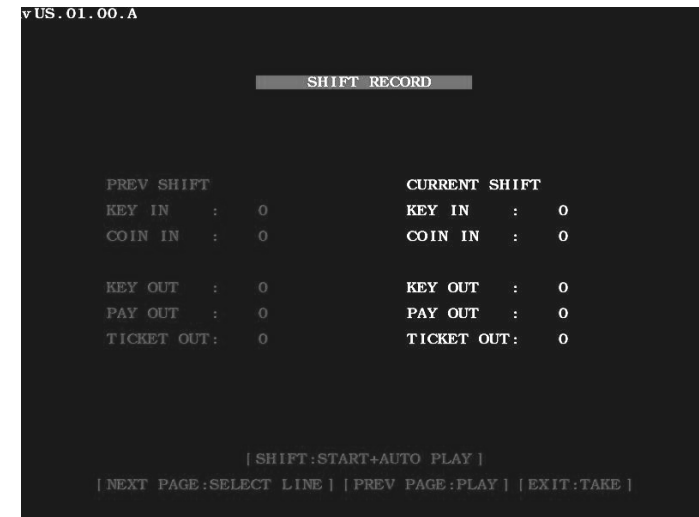 vUS.01.00.A
SHIFT RECORD
PREV SHIFT CURRENT SHIFT
KEY IN : 0 KEY IN : 0
COIN IN : 0 COIN IN : 0
KEY OUT : 0 KEY OUT : 0
PAY OUT : 0 PAY OUT : 0
TICKET OUT: 0 TICKET OUT: 0
[SHIFT:START+AUTO PLAY]
[NEXT PAGE:SELECT LINE] [PREV PAGE:PLAY] [EXIT:TAKE]